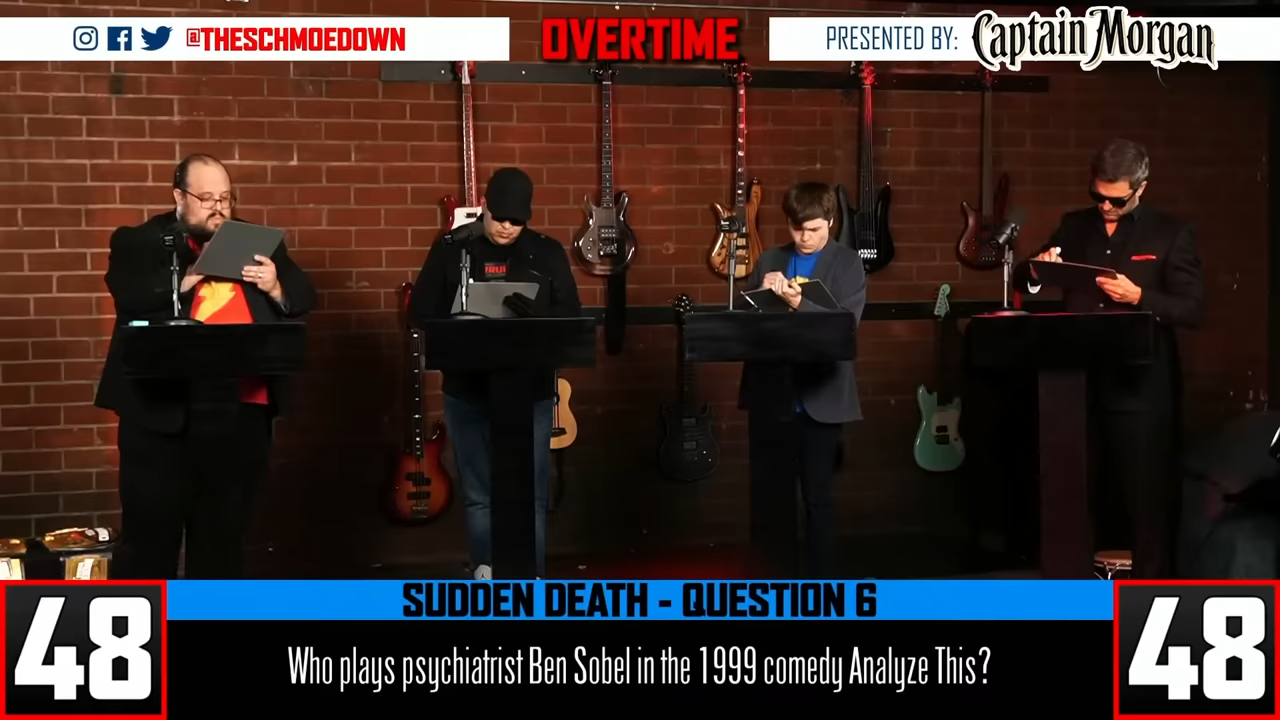 @THESCHMOEDOWN
OVERTIME
PRESENTED BY:
Captain Morgan
SUDDEN DEATH - QUESTION 6
48
Who plays psychiatrist Ben Sobel in the 1999 comedy Analyze This?
48